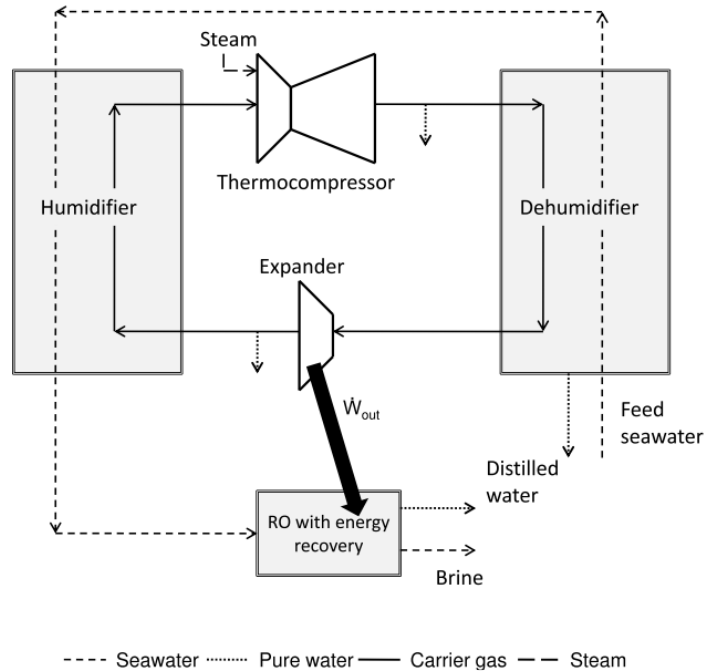 Steam
Thermocompressor
Humidifier
Dehumidifier
Expander
Ẇout
Feed
seawater
Distilled
water
RO with energy
recovery
Brine
Seawater
Pure water
Carrier gas
Steam